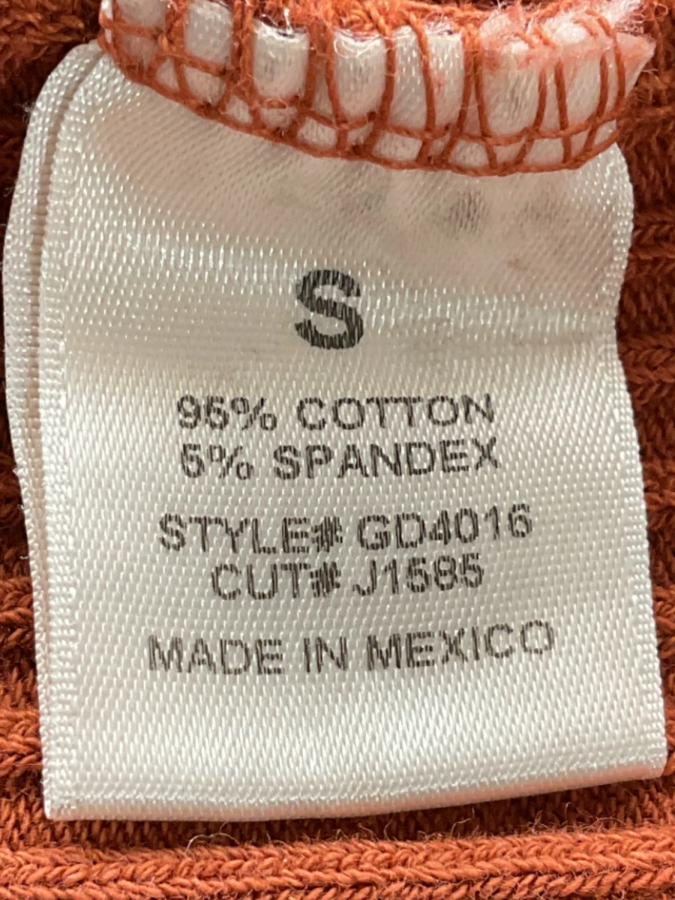 S
95% COTTON
5% SPANDEX
STYLE# GD4016
CUT# J1585
MADE IN MEXICO